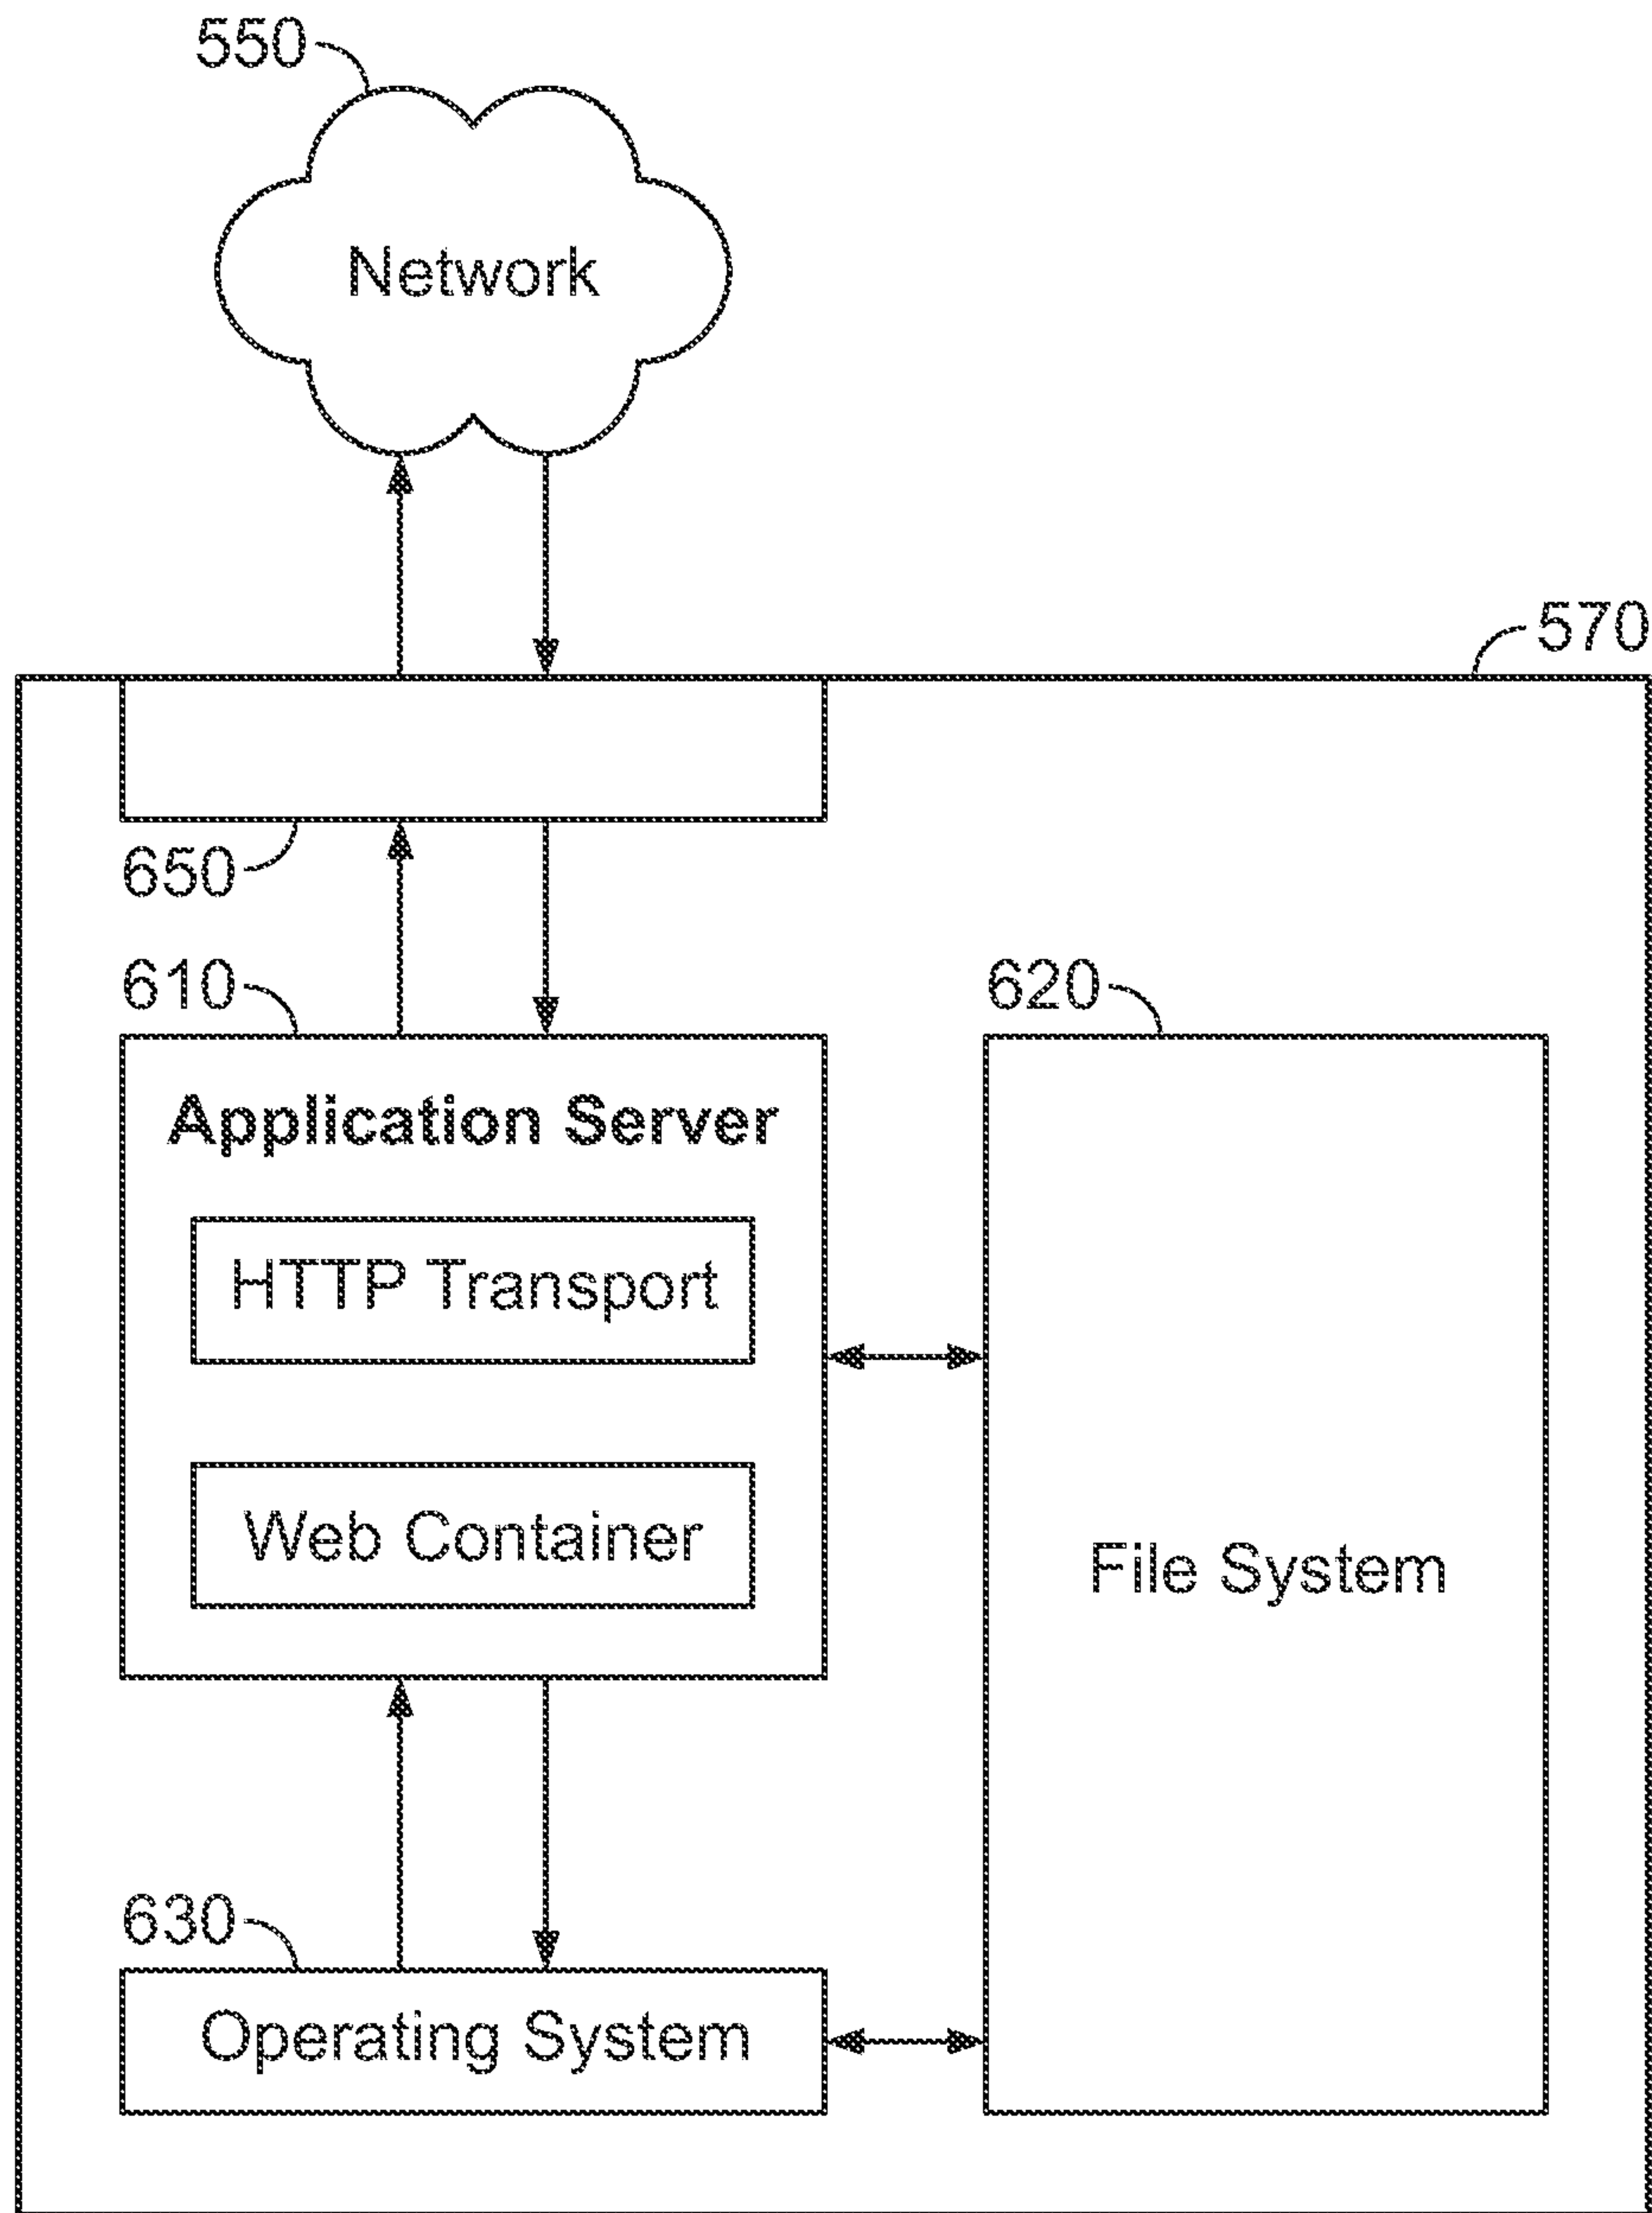 550
Network
570
650
610
620
Application Server
HTTP Transport
Web Container
File System
630
Operating System